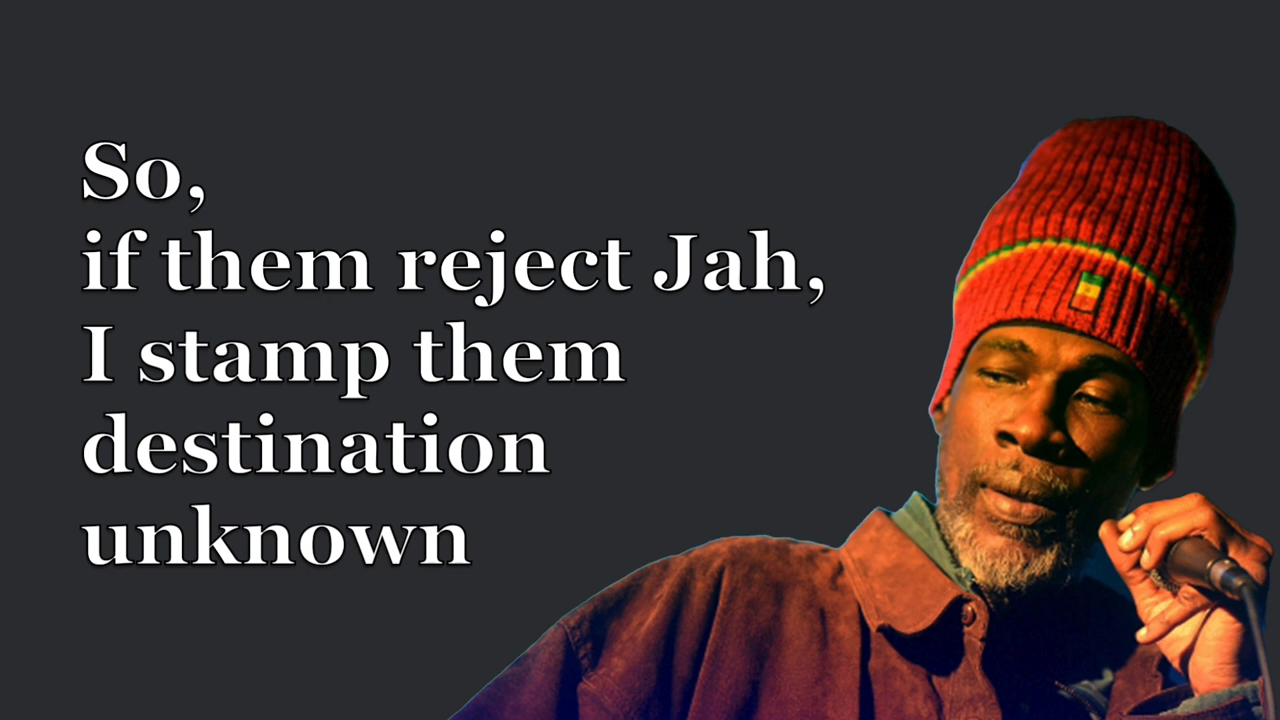 So,
if them reject Jah,
I stamp them
destination
unknown